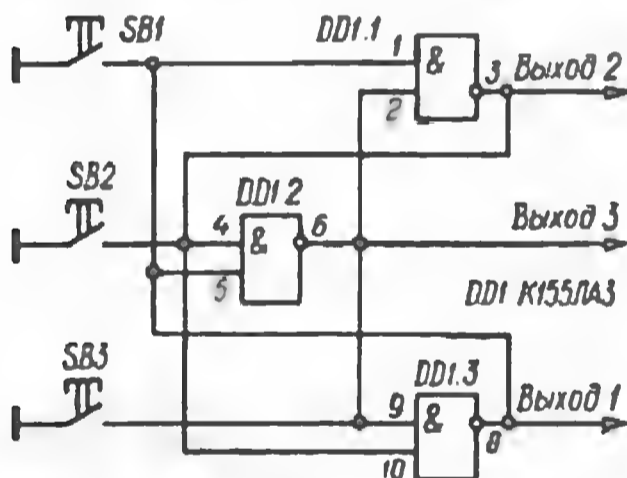 SB1
DD1.1
1
&
3
Выход 2
2
SB2
DD1.2
4
&
6
Выход 3
5
DD1 К155ЛА3
SB3
DD1.3
9
&
8
Выход 1
10